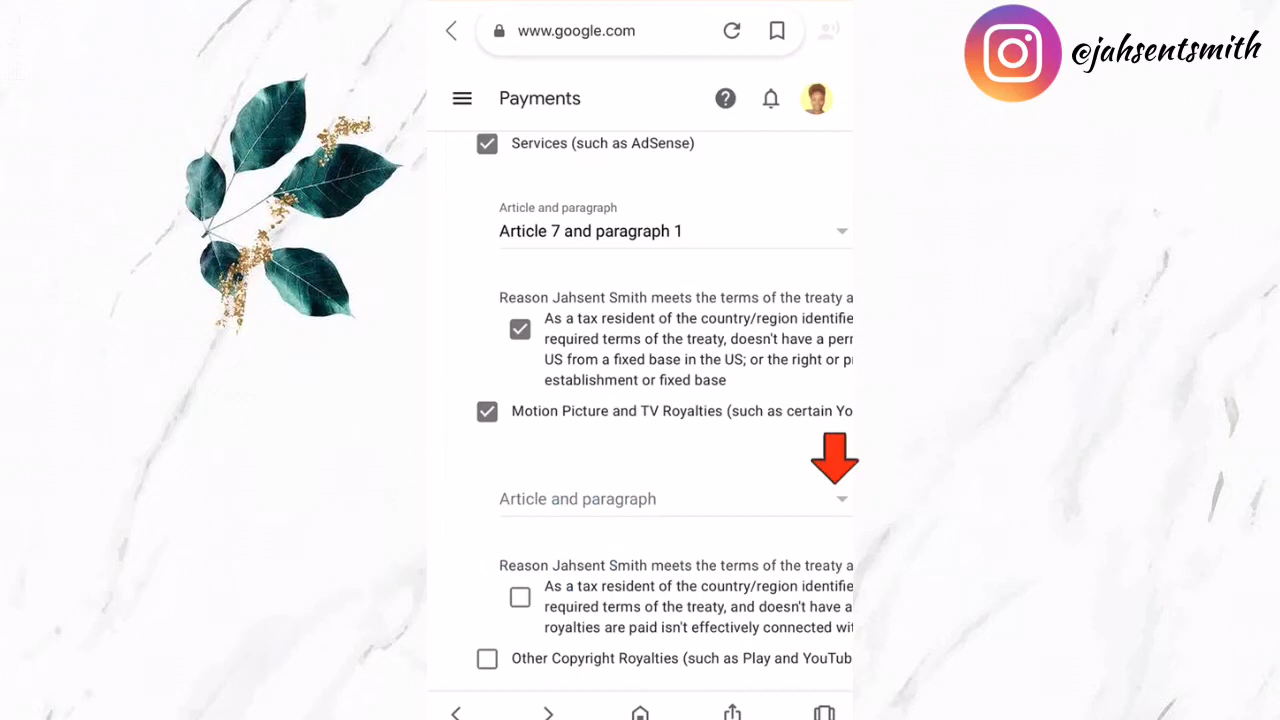 www.google.com
@jahsentsmith
Payments
Services (such as AdSense)
Article and paragraph
Article 7 and paragraph 1
Reason Jahsent Smith meets the terms of the treaty a
As a tax resident of the country/region identifie
required terms of the treaty, doesn't have a perr
US from a fixed base in the US; or the right or p
establishment or fixed base
Motion Picture and TV Royalties (such as certain Yo
Article and paragraph
Reason Jahsent Smith meets the terms of the treaty a
As a tax resident of the country/region identifie
required terms of the treaty, and doesn't have a
royalties are paid isn't effectively connected wit
Other Copyright Royalties (such as Play and YouTub